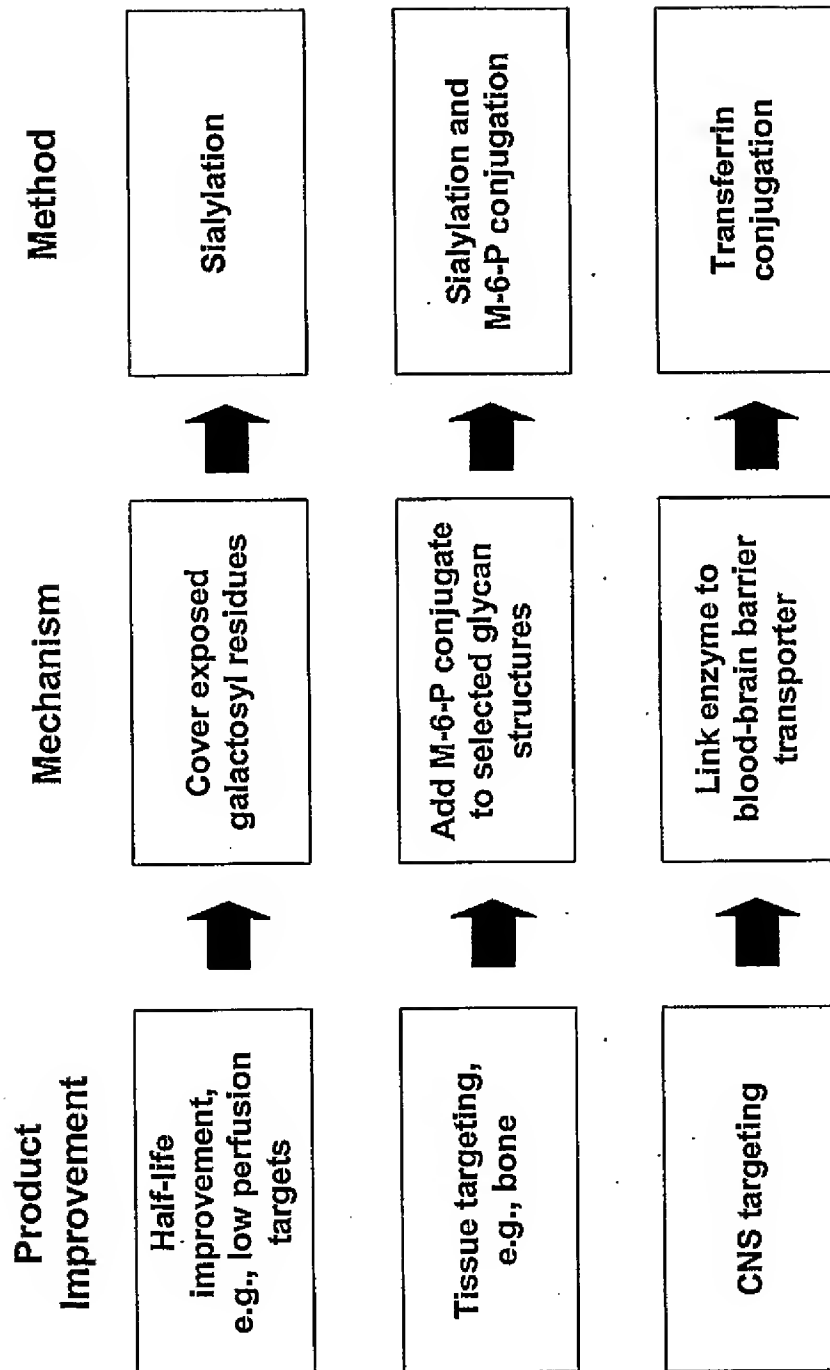 Product
Improvement
Mechanism
Method
Half-life
improvement,
e.g., low perfusion
targets
Cover exposed
galactosyl residues
Sialylation
Tissue targeting,
e.g., bone
Add M-6-P conjugate
to selected glycan
structures
Sialylation and
M-6-P conjugation
CNS targeting
Link enzyme to
blood-brain barrier
transporter
Transferrin
conjugation